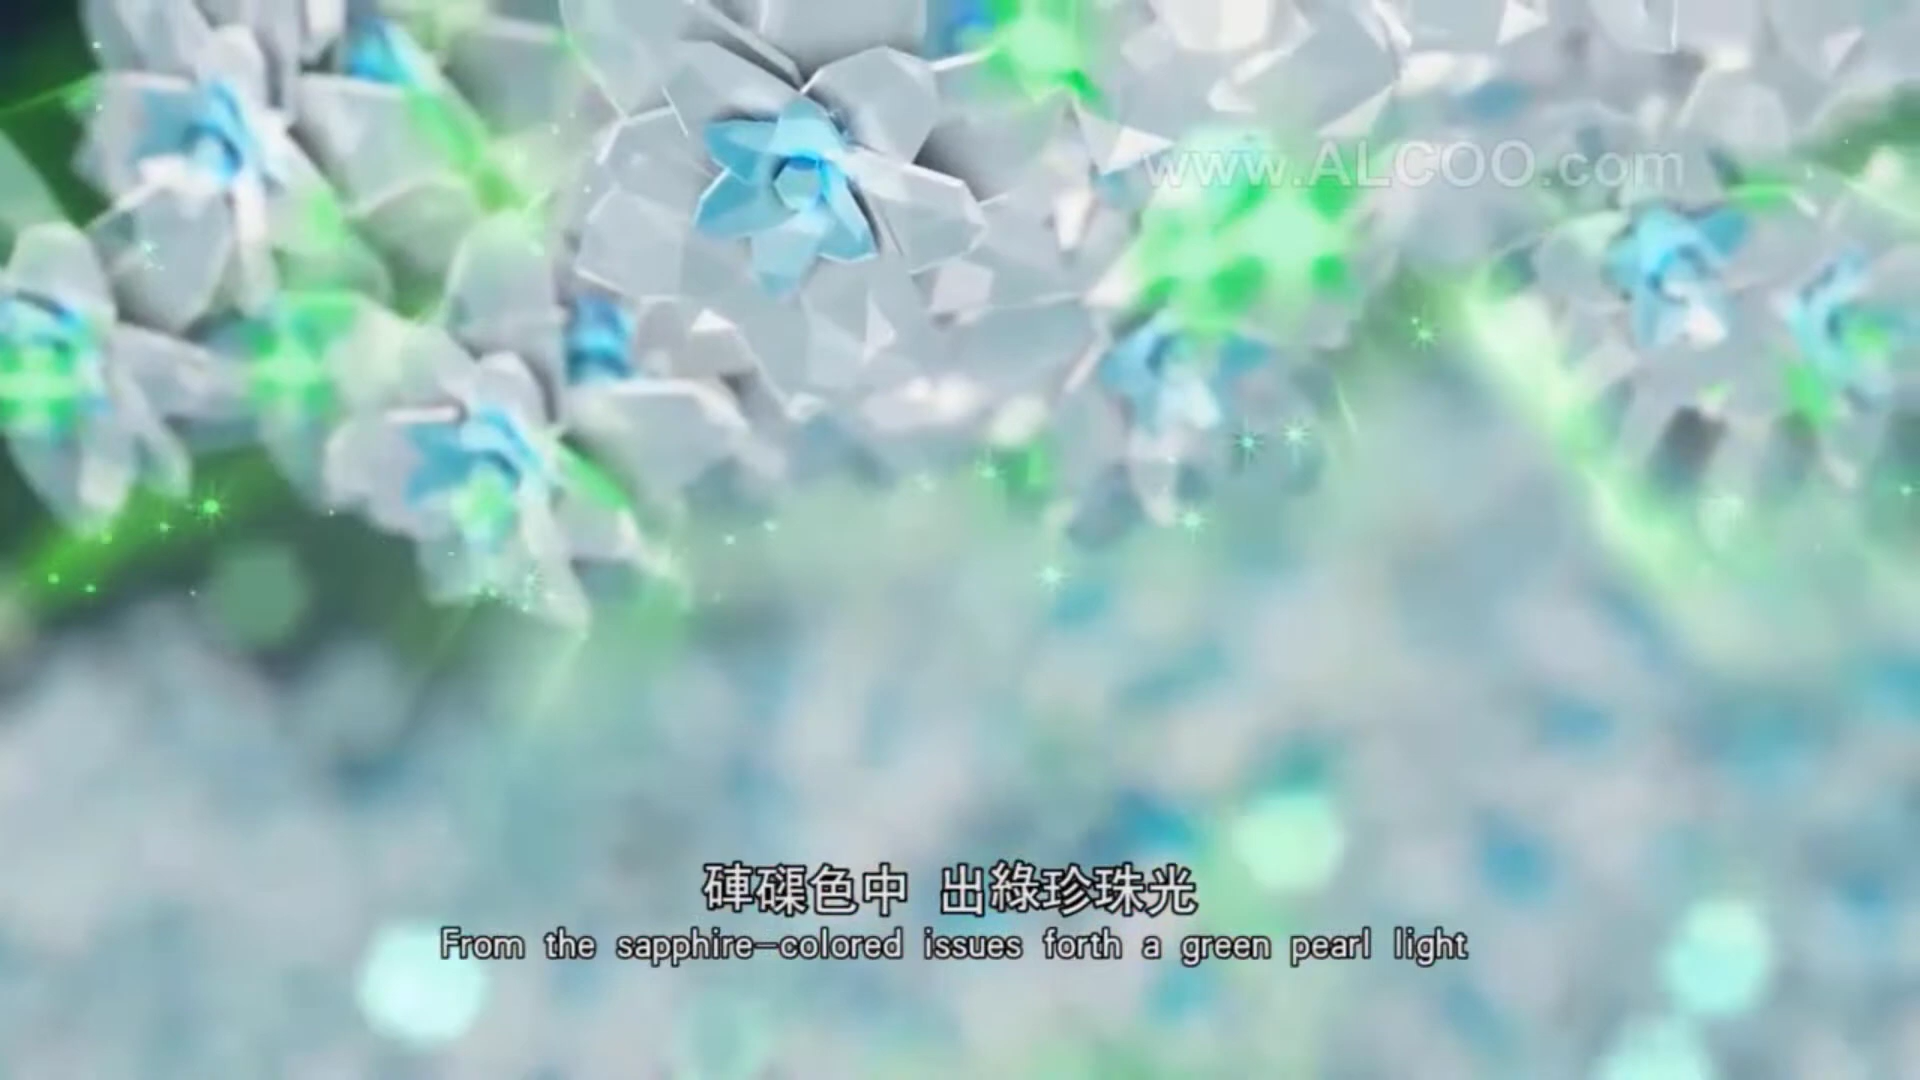 www.ALCOO.com
硨磲色中 出綠珍珠光
From the sapphire-colored issues forth a green pearl light